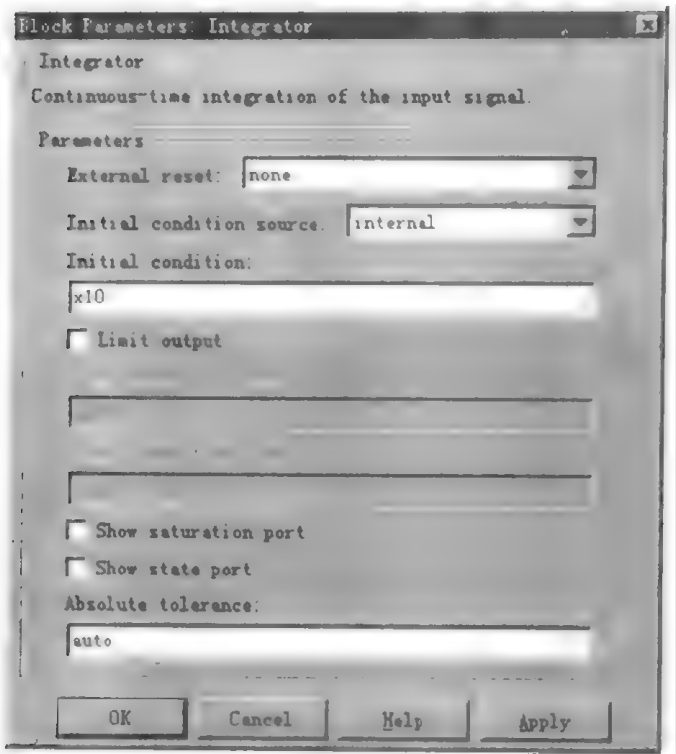 Block Parameters: Integrator
Integrator
Continuous-time integration of the input signal.
Parameters
External reset: none
Initial condition source: internal
Initial condition:
x10
Limit output
Show saturation port
Show state port
Absolute tolerance:
auto
OK Cancel Help Apply